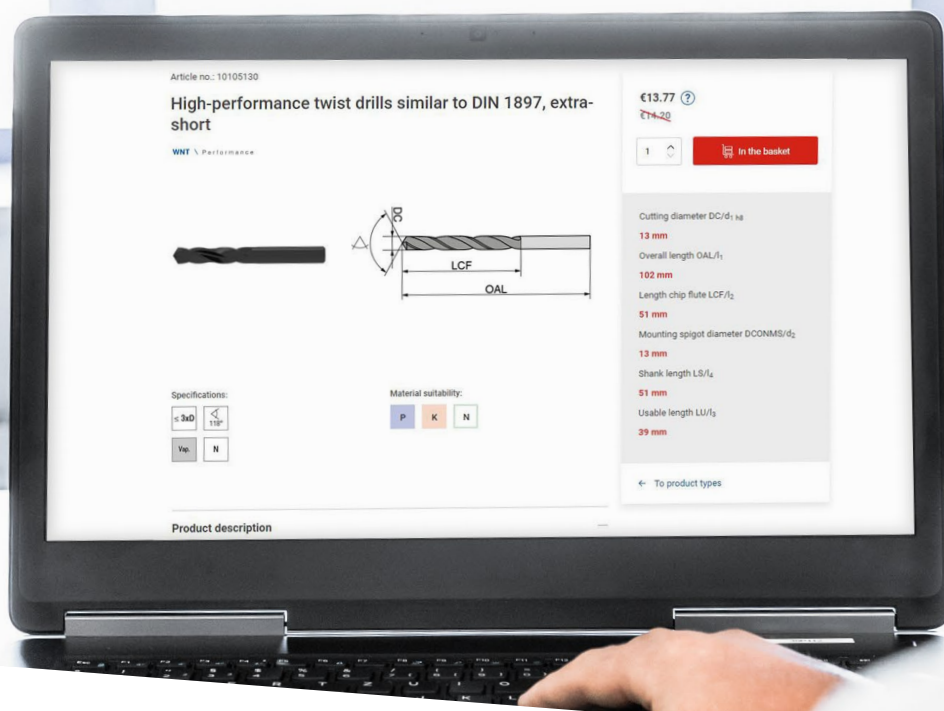 Article no.: 10105130
High-performance twist drills similar to DIN 1897, extra-
short
WNT \ Performance
DC
LCF
OAL
Specifications:
≤ 3xD
118°
Vap.
N
Material suitability:
P K N
Product description
€13.77 ?
€14.20
1
In the basket
Cutting diameter DC/d1 h8
13 mm
Overall length OAL/l1
102 mm
Length chip flute LCF/l2
51 mm
Mounting spigot diameter DCONMS/d2
13 mm
Shank length LS/l4
51 mm
Usable length LU/l3
39 mm
← To product types